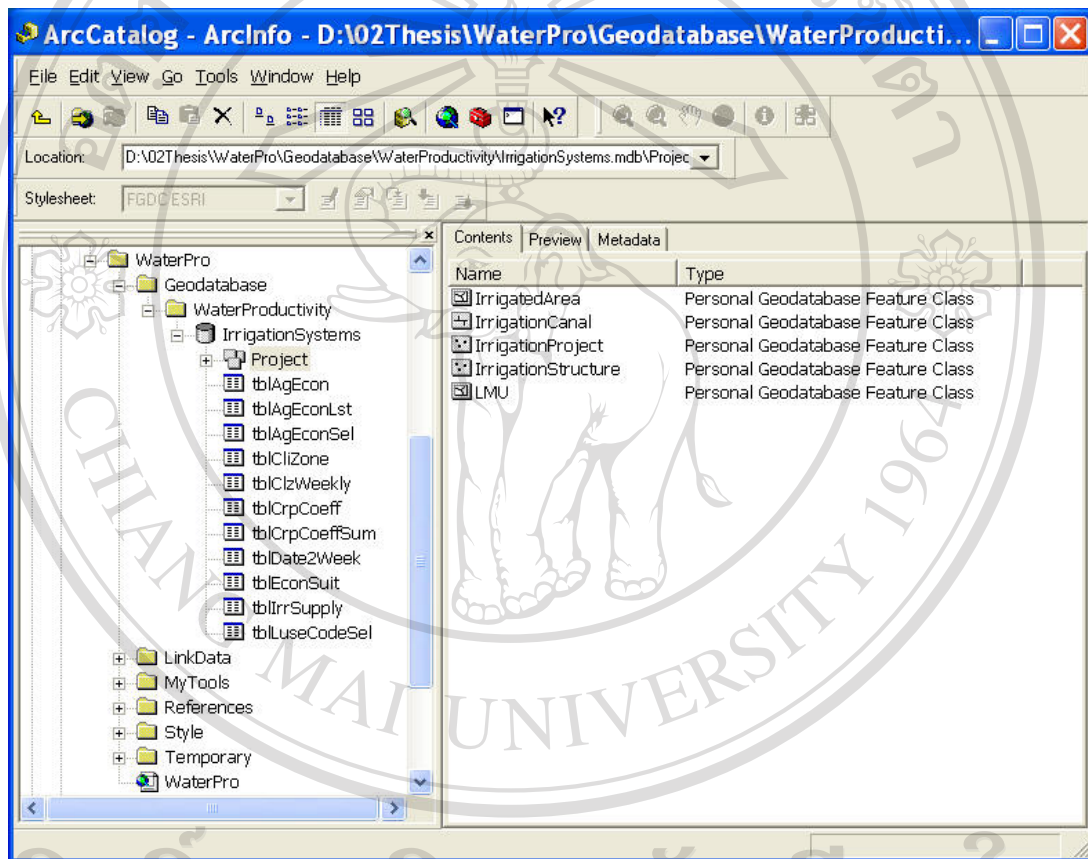 ArcCatalog - ArcInfo - D:\02Thesis\WaterPro\Geodatabase\WaterProducti...
File Edit View Go Tools Window Help
Location: D:\02Thesis\WaterPro\Geodatabase\WaterProductivity\IrrigationSystems.mdb\Projec
Stylesheet: FGDC ESRI
WaterPro
Geodatabase
WaterProductivity
IrrigationSystems
Project
tblAgEcon
tblAgEconLst
tblAgEconSel
tblCliZone
tblClzWeekly
tblCrpCoeff
tblCrpCoeffSum
tblDate2Week
tblEconSuit
tblIrrSupply
tblLuseCodeSel
LinkData
MyTools
References
Style
Temporary
WaterPro
Contents Preview Metadata
Name Type
IrrigatedArea Personal Geodatabase Feature Class
IrrigationCanal Personal Geodatabase Feature Class
IrrigationProject Personal Geodatabase Feature Class
IrrigationStructure Personal Geodatabase Feature Class
LMU Personal Geodatabase Feature Class
CHIANG MAI UNIVERSITY 1964